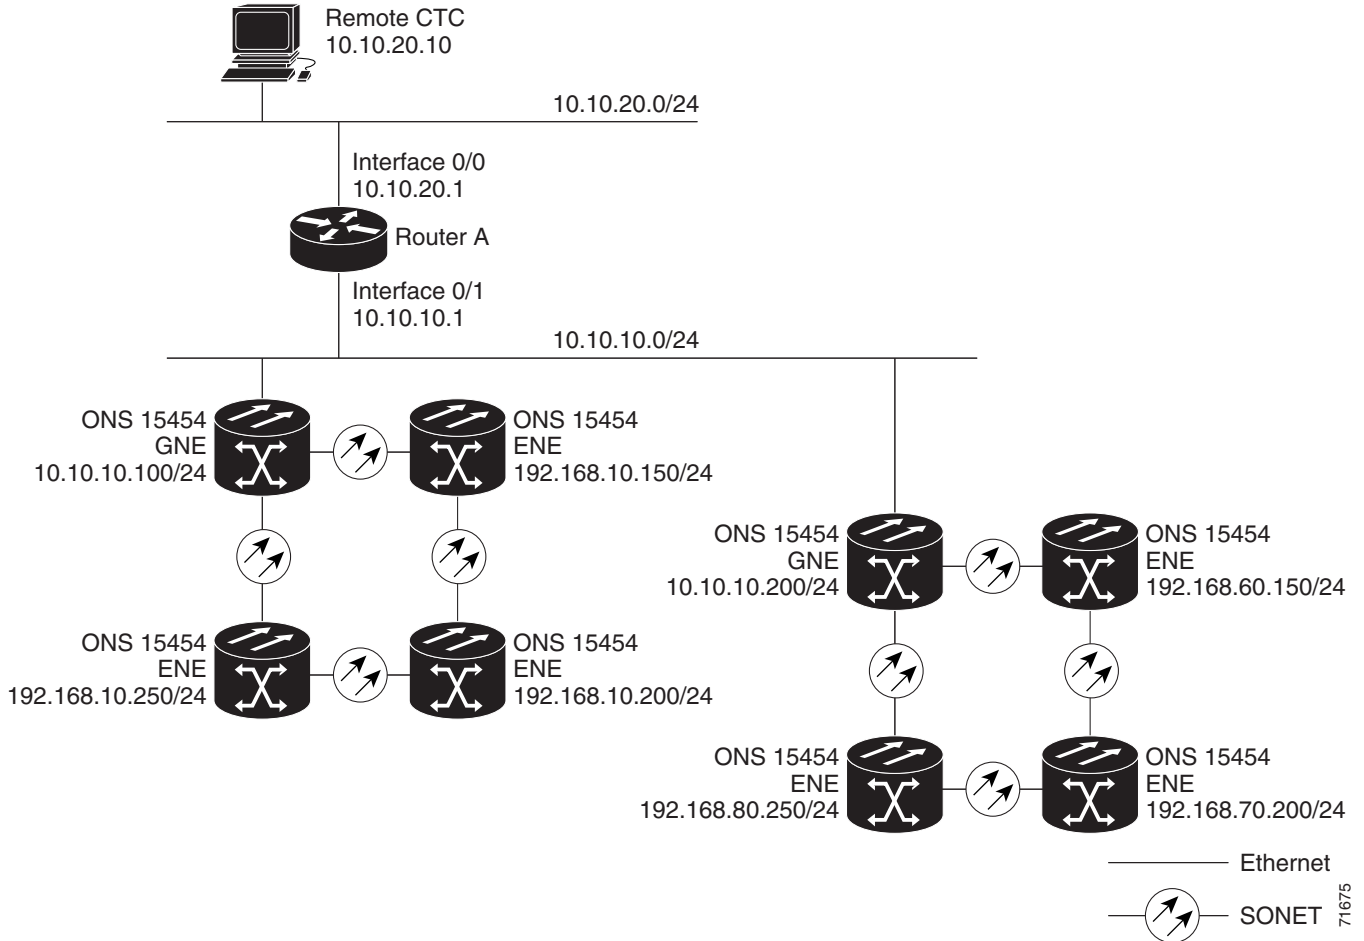 Remote CTC
10.10.20.10
10.10.20.0/24
Interface 0/0
10.10.20.1
Router A
Interface 0/1
10.10.10.1
10.10.10.0/24
ONS 15454
GNE
10.10.10.100/24
ONS 15454
ENE
192.168.10.150/24
ONS 15454
GNE
10.10.10.200/24
ONS 15454
ENE
192.168.60.150/24
ONS 15454
ENE
192.168.10.250/24
ONS 15454
ENE
192.168.10.200/24
ONS 15454
ENE
192.168.80.250/24
ONS 15454
ENE
192.168.70.200/24
Ethernet
SONET
71675